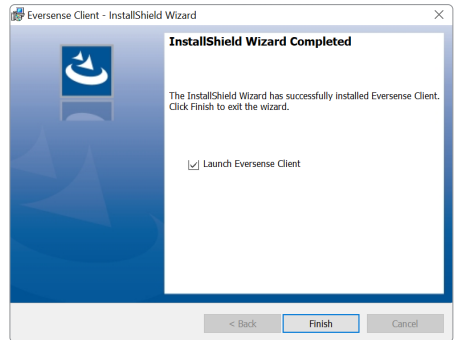 Eversense Client - InstallShield Wizard
InstallShield Wizard Completed
The InstallShield Wizard has successfully installed Eversense Client.
Click Finish to exit the wizard.
Launch Eversense Client
< Back Finish Cancel